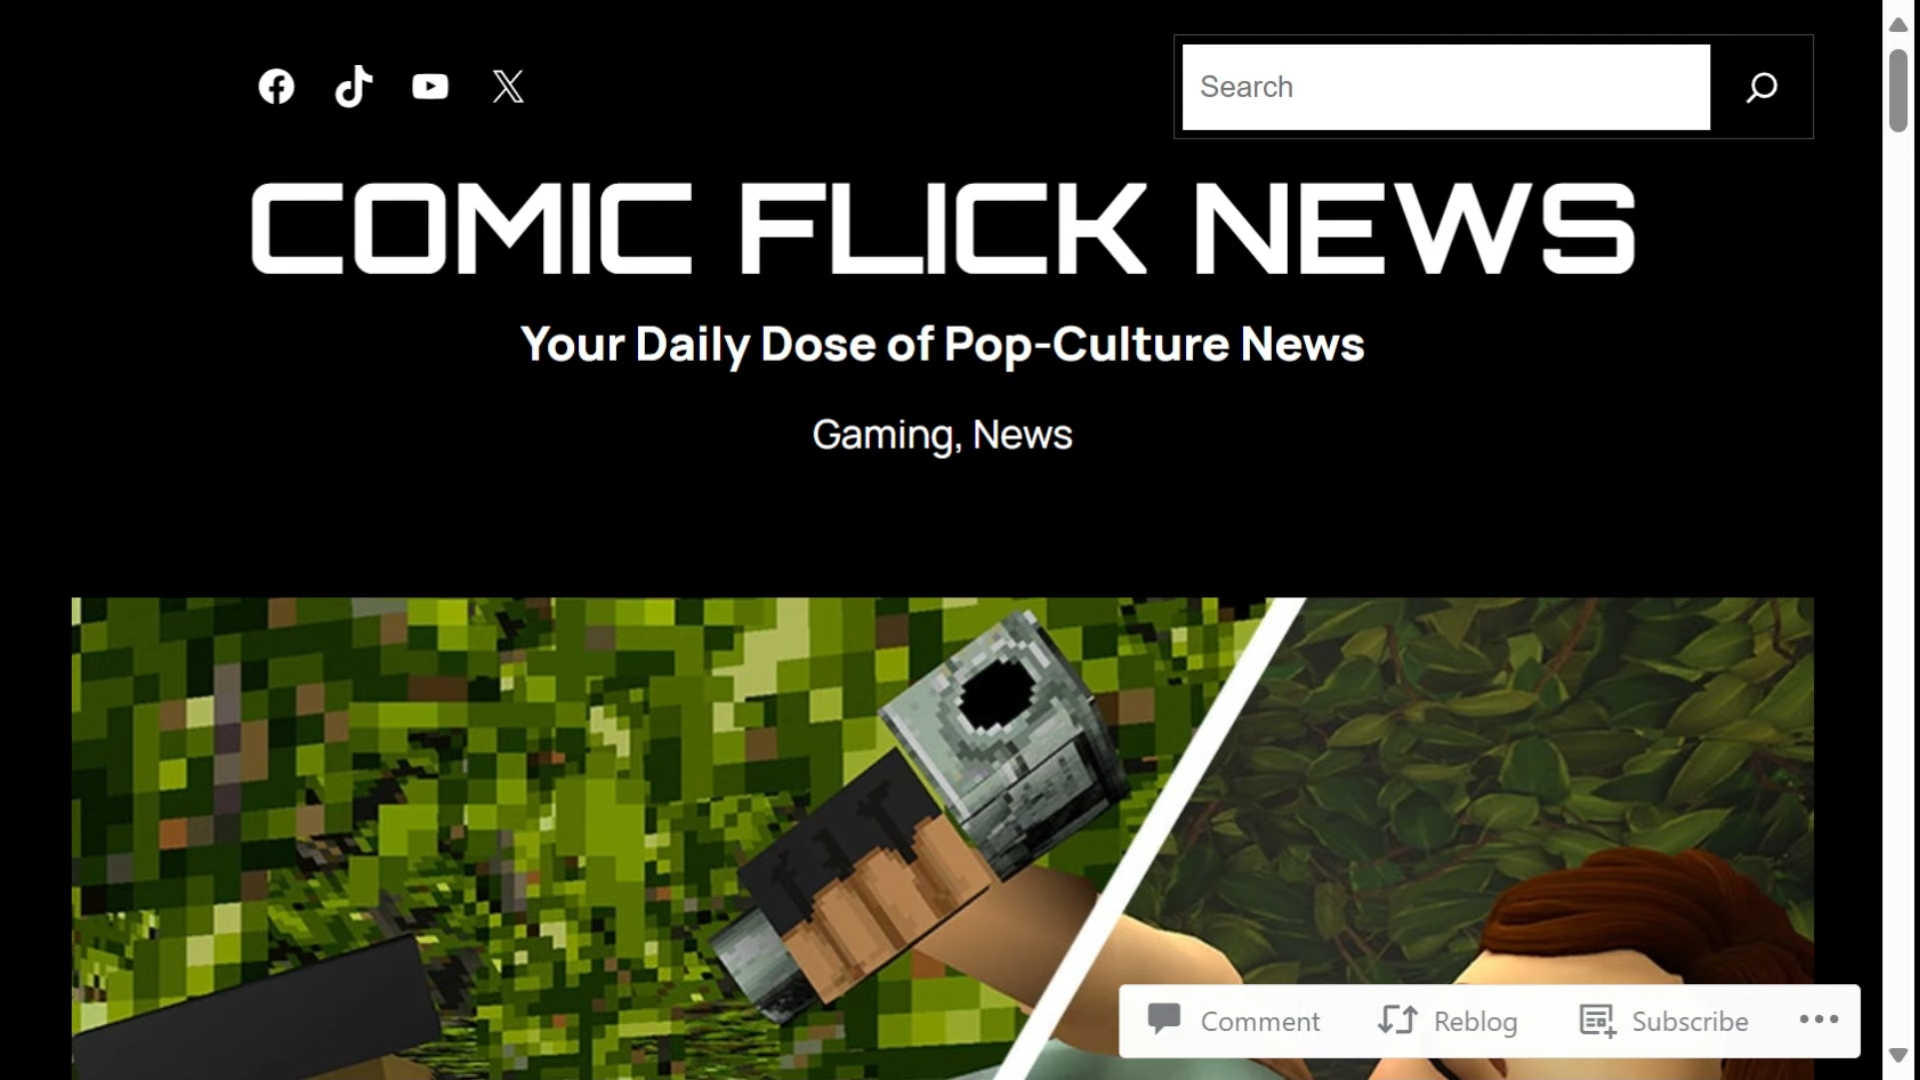 Search
COMIC FLICK NEWS
Your Daily Dose of Pop-Culture News
Gaming, News
Comment
Reblog
Subscribe